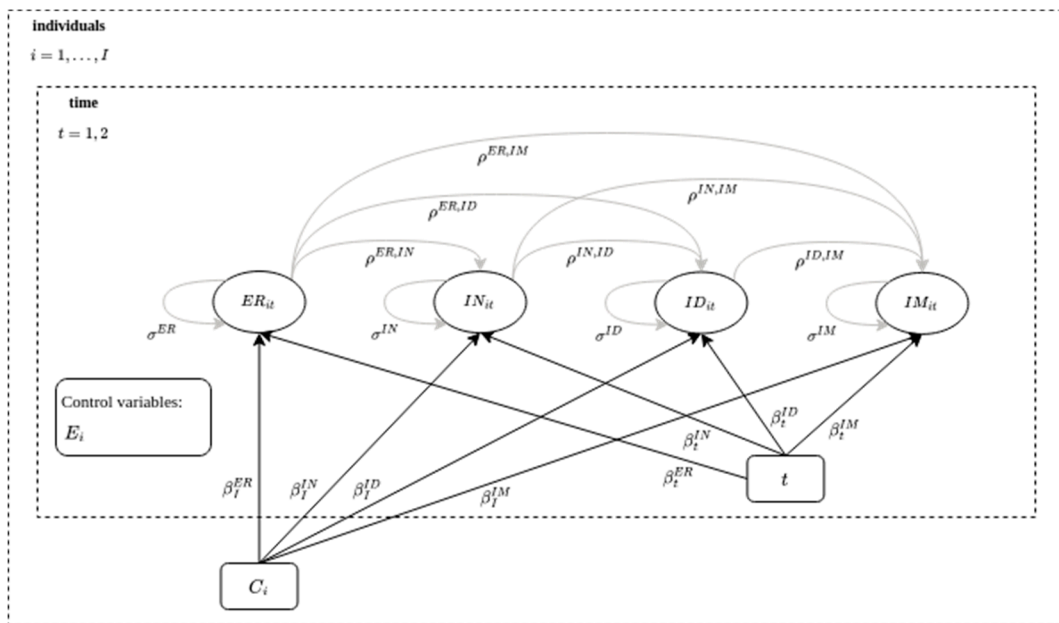 individuals
i = 1, . . . , I
time
t = 1, 2
ρ^{ER,IM}
ρ^{IN,IM}
ρ^{ER,ID}
ρ^{ER,IN}
ρ^{IN,ID}
ρ^{ID,IM}
ER_{it}
IN_{it}
ID_{it}
IM_{it}
σ^{ER}
σ^{IN}
σ^{ID}
σ^{IM}
Control variables:
E_i
β_t^{ID}
β_t^{IM}
β_t^{IN}
β_t^{ER}
t
β_I^{ER}
β_I^{IN}
β_I^{ID}
β_I^{IM}
C_i